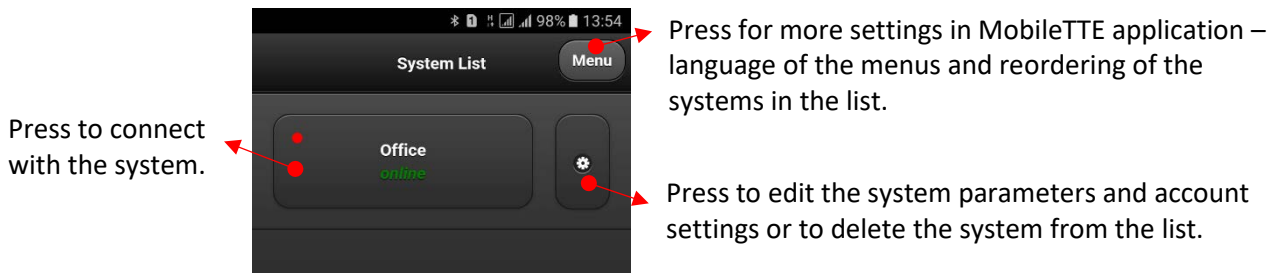 98% 13:54
System List
Menu
Press for more settings in MobileTTE application –
language of the menus and reordering of the
systems in the list.
Press to connect
with the system.
Office
online
Press to edit the system parameters and account
settings or to delete the system from the list.